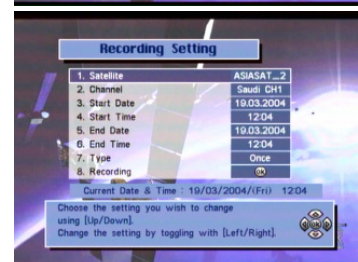 Recording Setting
1. Satellite ASIASAT_2
2. Channel Saudi CH1
3. Start Date 19.03.2004
4. Start Time 12:04
5. End Date 19.03.2004
6. End Time 12:04
7. Type Once
8. Recording ok
Current Date & Time : 19/03/2004/(Fri) 12:04
Choose the setting you wish to change
using [Up/Down].
Change the setting by toggling with [Left/Right].
ok